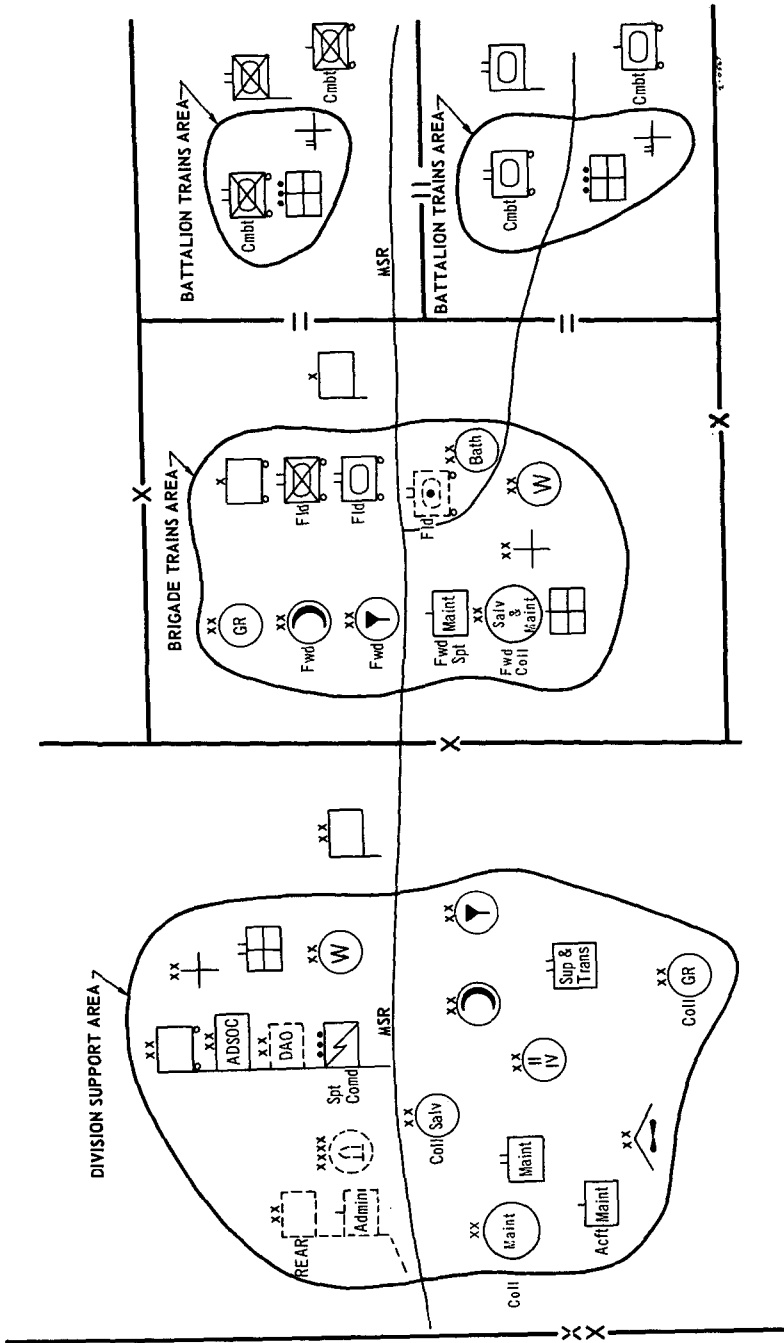 DIVISION SUPPORT AREA
XX
REAR
Admin
XXXX
XX
XX
ADSOC
XX
DAO
Spt
Comd
XX
XX
W
MSR
XX
Coll
Salv
XX
Maint
Coll
Maint
Acft Maint
XX
XX
II
IV
XX
XX
Sup &
Trans
XX
GR
Coll
XX
XX
X
BRIGADE TRAINS AREA
XX
GR
XX
Fwd
XX
Fwd
X
Fld
Fld
Fld
XX
Bath
XX
W
XX
Fwd
Spt
Maint
XX
Fwd
Coll
Salv
&
Maint
X
X
X
X
BATTALION TRAINS AREA
Cmbt
Cmbt
MSR
BATTALION TRAINS AREA
Cmbt
Cmbt